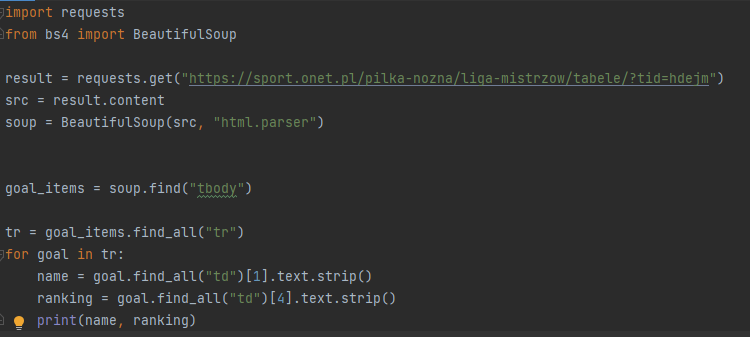 import requests
from bs4 import BeautifulSoup
result = requests.get("https://sport.onet.pl/pilka-nozna/liga-mistrzow/tabele/?tid=hdejm")
src = result.content
soup = BeautifulSoup(src, "html.parser")
goal_items = soup.find("tbody")
tr = goal_items.find_all("tr")
for goal in tr:
    name = goal.find_all("td")[1].text.strip()
    ranking = goal.find_all("td")[4].text.strip()
    print(name, ranking)